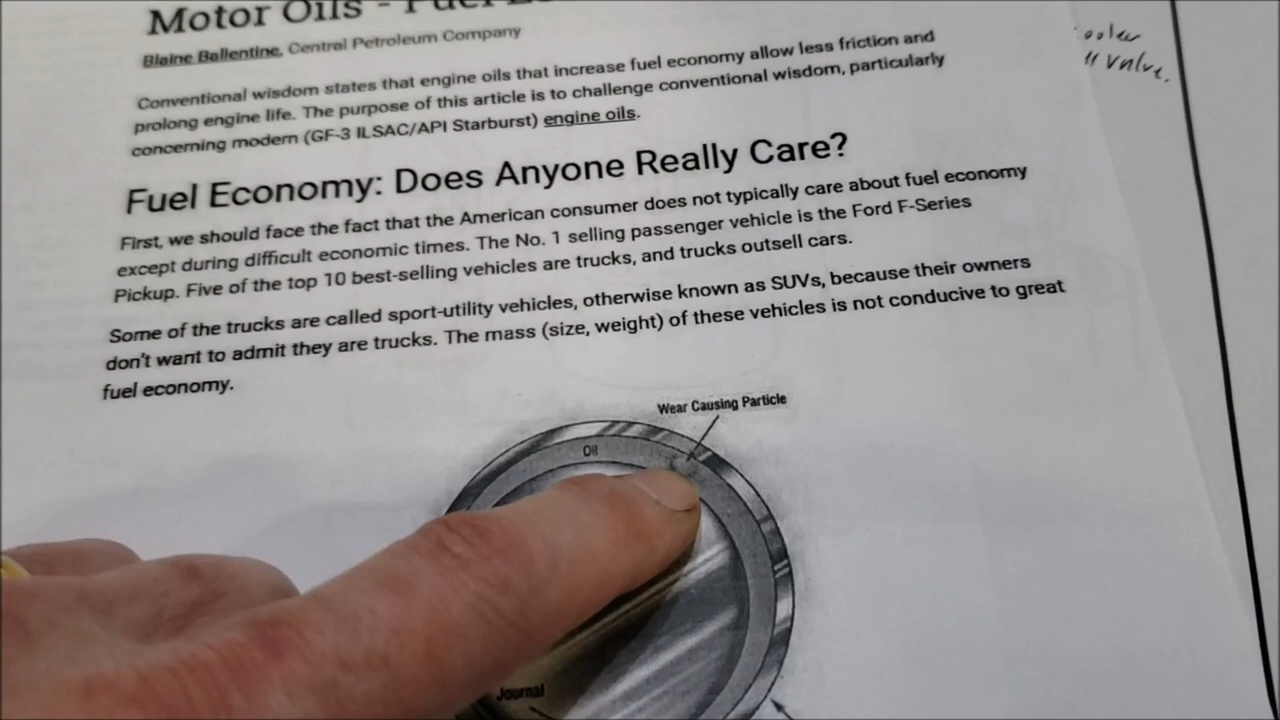 Motor Oils - Fuel
Blaine Ballentine, Central Petroleum Company
Conventional wisdom states that engine oils that increase fuel economy allow less friction and
prolong engine life. The purpose of this article is to challenge conventional wisdom, particularly
concerning modern (GF-3 ILSAC/API Starburst) engine oils.
Fuel Economy: Does Anyone Really Care?
First, we should face the fact that the American consumer does not typically care about fuel economy
except during difficult economic times. The No. 1 selling passenger vehicle is the Ford F-Series
Pickup. Five of the top 10 best-selling vehicles are trucks, and trucks outsell cars.
Some of the trucks are called sport-utility vehicles, otherwise known as SUVs, because their owners
don't want to admit they are trucks. The mass (size, weight) of these vehicles is not conducive to great
fuel economy.
Wear Causing Particle
Oil
Journal